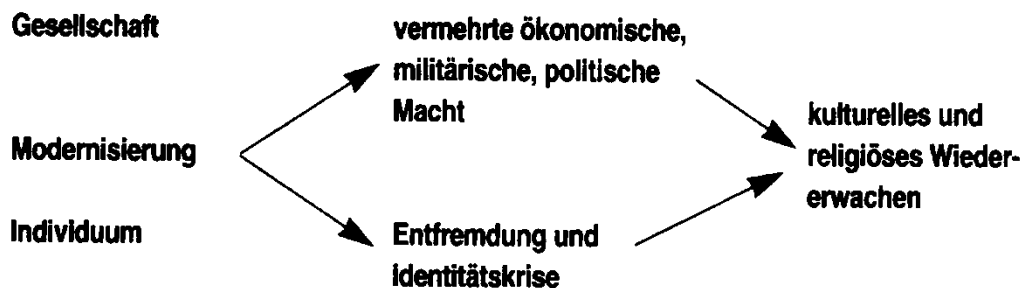 Gesellschaft
vermehrte ökonomische,
militärische, politische
Macht
Modernisierung
kulturelles und
religiöses Wieder-
erwachen
Individuum
Entfremdung und
identitätskrise